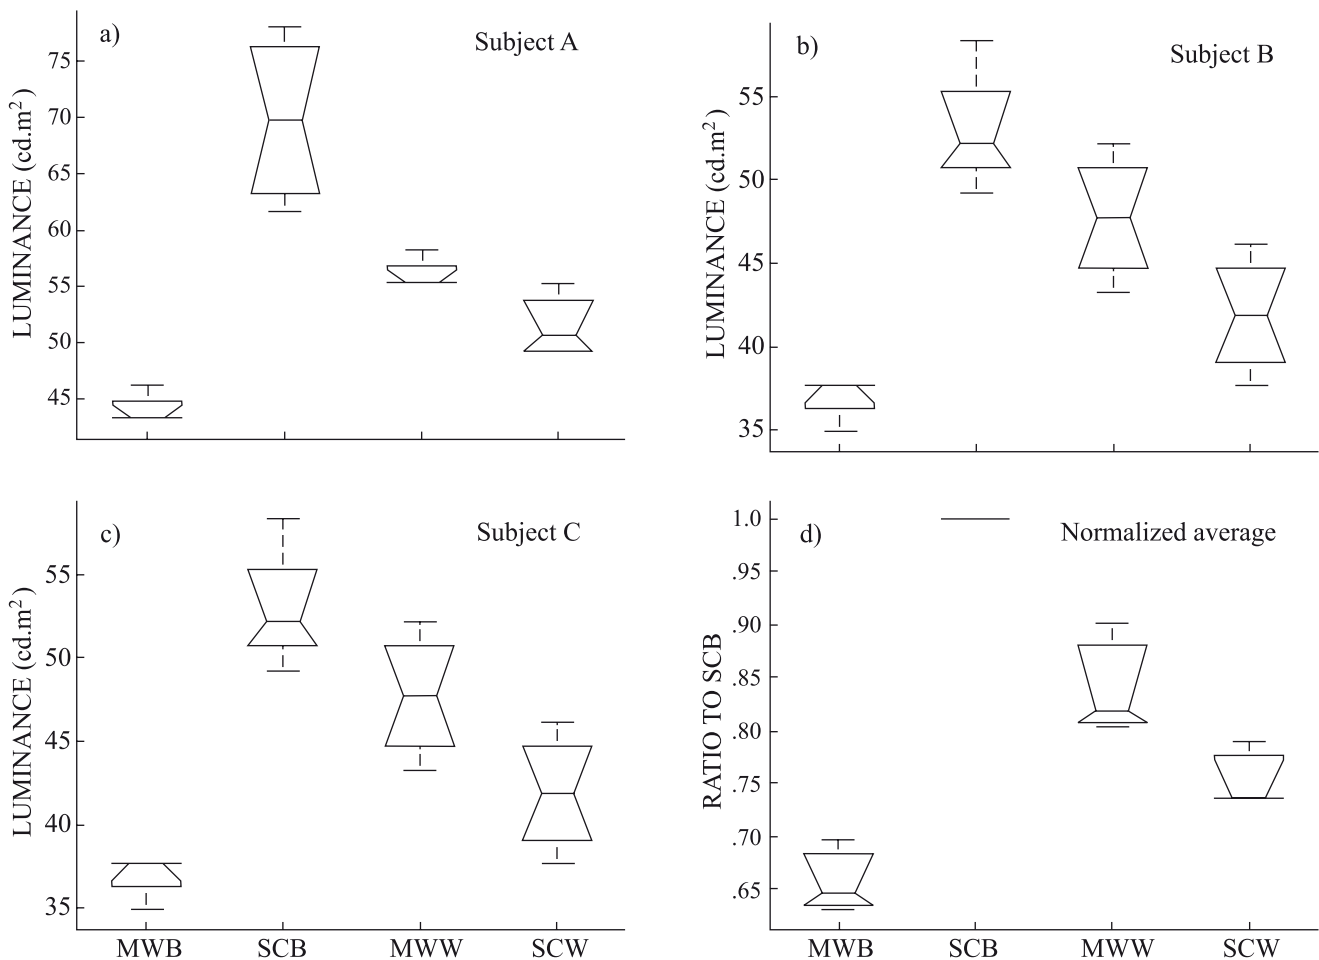 a)
Subject A
LUMINANCE (cd.m²)
75
70
65
60
55
50
45
b)
Subject B
LUMINANCE (cd.m²)
55
50
45
40
35
c)
Subject C
LUMINANCE (cd.m²)
55
50
45
40
35
MWB SCB MWW SCW
d)
Normalized average
RATIO TO SCB
1.0
.95
.90
.85
.80
.75
.70
.65
MWB SCB MWW SCW